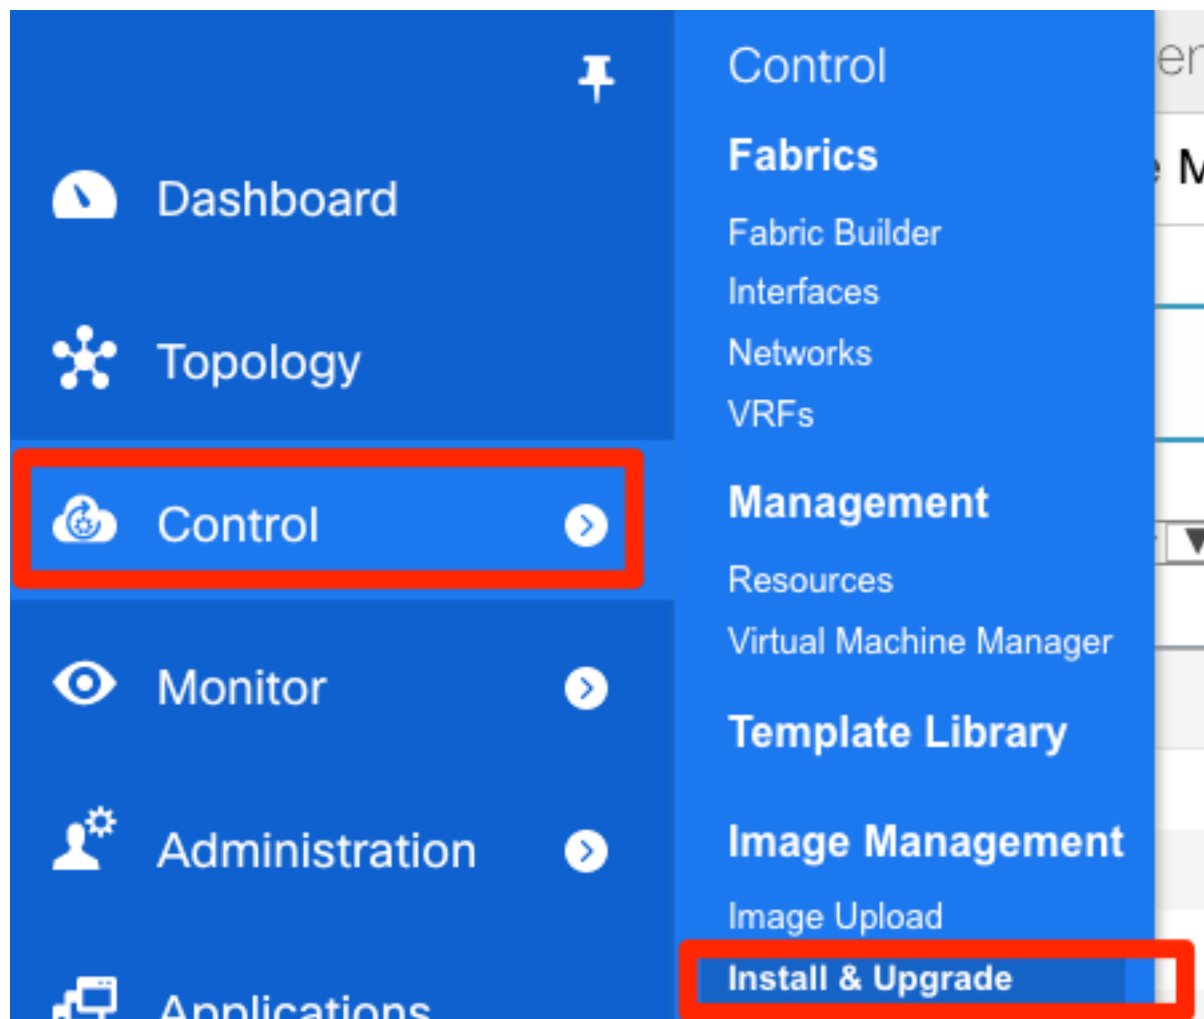 Dashboard
Topology
Control
Monitor
Administration
Applications
Control
Fabrics
Fabric Builder
Interfaces
Networks
VRFs
Management
Resources
Virtual Machine Manager
Template Library
Image Management
Image Upload
Install & Upgrade